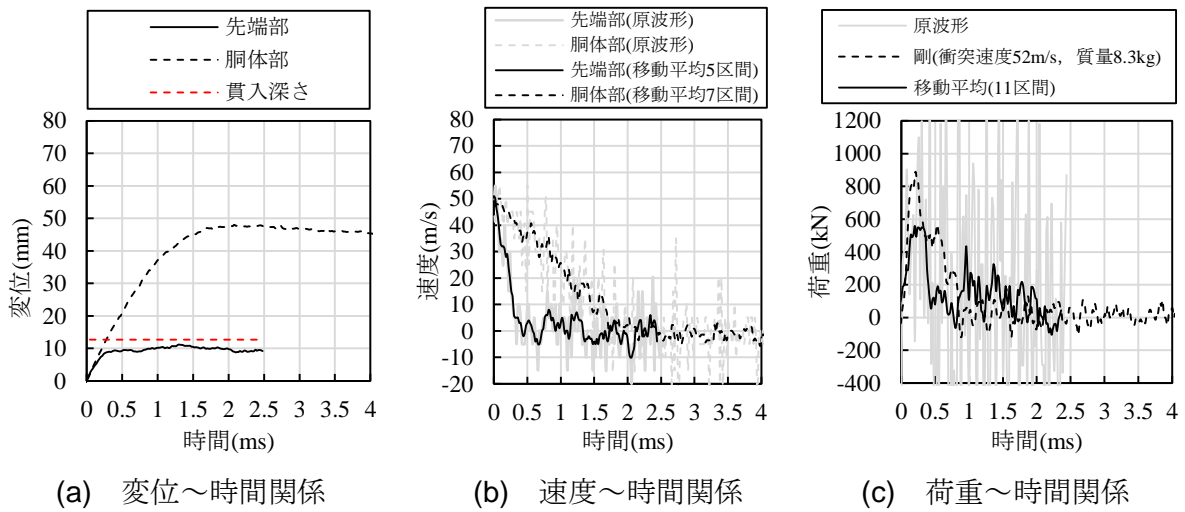 先端部
胴体部
貫入深さ
80
70
60
50
40
30
20
10
0
変位(mm)
0 0.5 1 1.5 2 2.5 3 3.5 4
時間(ms)
(a) 変位～時間関係
先端部(原波形)
胴体部(原波形)
先端部(移動平均5区間)
胴体部(移動平均7区間)
80
70
60
50
40
30
20
10
0
-10
-20
速度(m/s)
0 0.5 1 1.5 2 2.5 3 3.5 4
時間(ms)
(b) 速度～時間関係
原波形
剛(衝突速度52m/s，質量8.3kg)
移動平均(11区間)
1200
1000
800
600
400
200
0
-200
-400
荷重(kN)
0 0.5 1 1.5 2 2.5 3 3.5 4
時間(ms)
(c) 荷重～時間関係